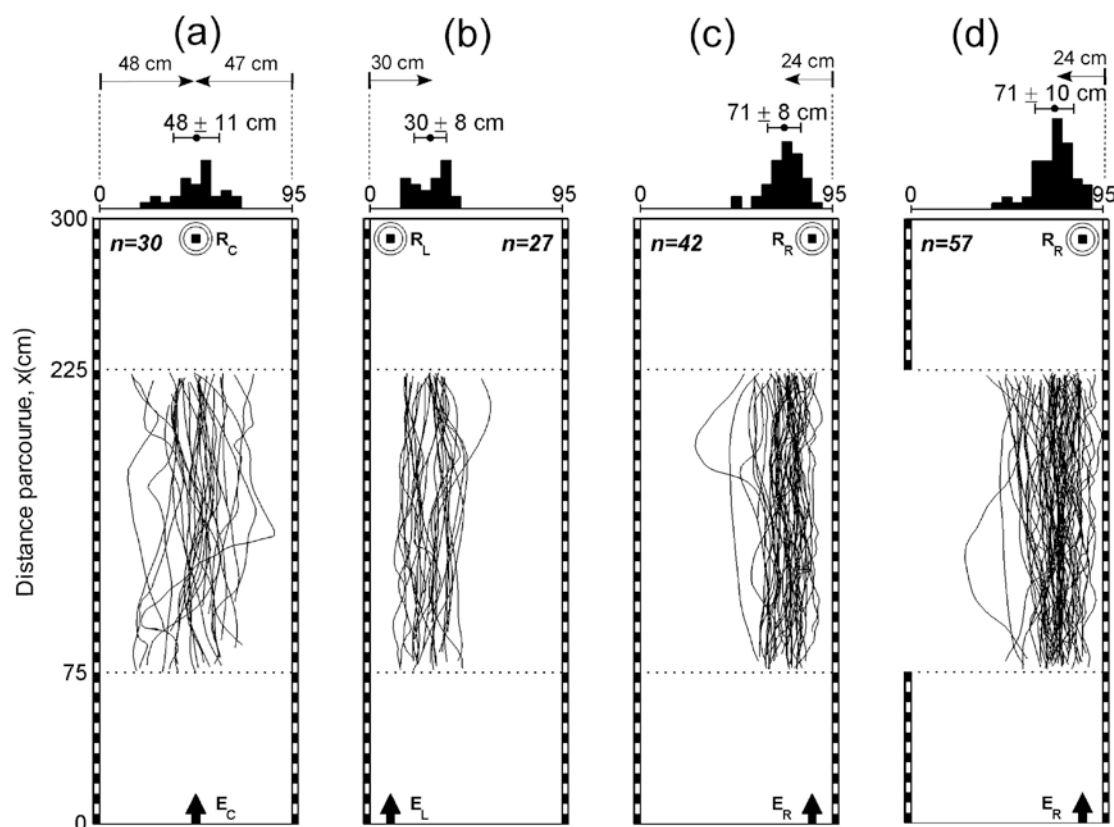 (a) (b) (c) (d)
48 cm 47 cm 30 cm 24 cm 24 cm
48 ± 11 cm 30 ± 8 cm 71 ± 8 cm 71 ± 10 cm
0 95 0 95 0 95 0 95
300
n=30 R_C R_L n=27 n=42 R_R n=57 R_R
225
Distance parcourue, x(cm)
75
E_C E_L E_R E_R
0